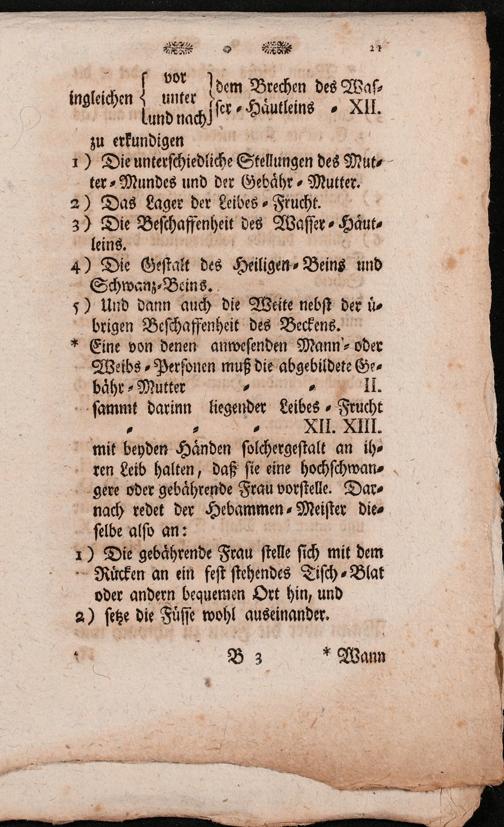 21
vor
ingleichen { unter } dem Brechen des Was-
und nach ser-Häutleins - XII.
zu erkundigen
1) Die unterschiedliche Stellungen des Mut-
ter-Mundes und der Gebähr-Mutter.
2) Das Lager der Leibes-Frucht.
3) Die Beschaffenheit des Wasser-Häut-
leins.
4) Die Gestalt des Heiligen-Beins und
Schwanz-Beins.
5) Und dann auch die Weite nebst der ü-
brigen Beschaffenheit des Beckens.
* Eine von denen anwesenden Mann- oder
Weibs-Personen muß die abgebildete Ge-
bähr-Mutter - - II.
sammt darinn liegender Leibes-Frucht
- - - XII. XIII.
mit beyden Händen solchergestalt an ih-
ren Leib halten, daß sie eine hochschwan-
gere oder gebährende Frau vorstelle. Dar-
nach redet der Hebammen-Meister die-
selbe also an:
1) Die gebährende Frau stelle sich mit dem
Rücken an ein fest stehendes Tisch-Blat
oder andern bequemen Ort hin, und
2) setze die Füsse wohl auseinander.
B 3 * Wann